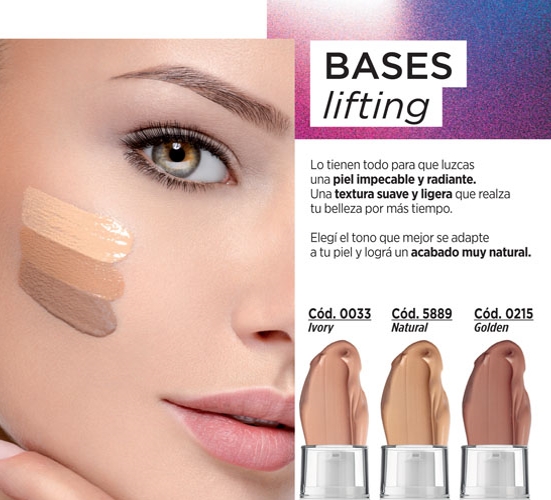 BASES
lifting
Lo tienen todo para que luzcas
una piel impecable y radiante.
Una textura suave y ligera que realza
tu belleza por más tiempo.
Elegí el tono que mejor se adapte
a tu piel y lográ un acabado muy natural.
Cód. 0033 Cód. 5889 Cód. 0215
Ivory Natural Golden